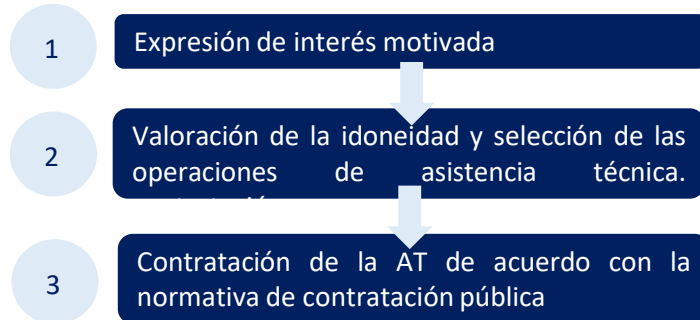 1
Expresión de interés motivada
2
Valoración de la idoneidad y selección de las
operaciones de asistencia técnica.
3
Contratación de la AT de acuerdo con la
normativa de contratación pública